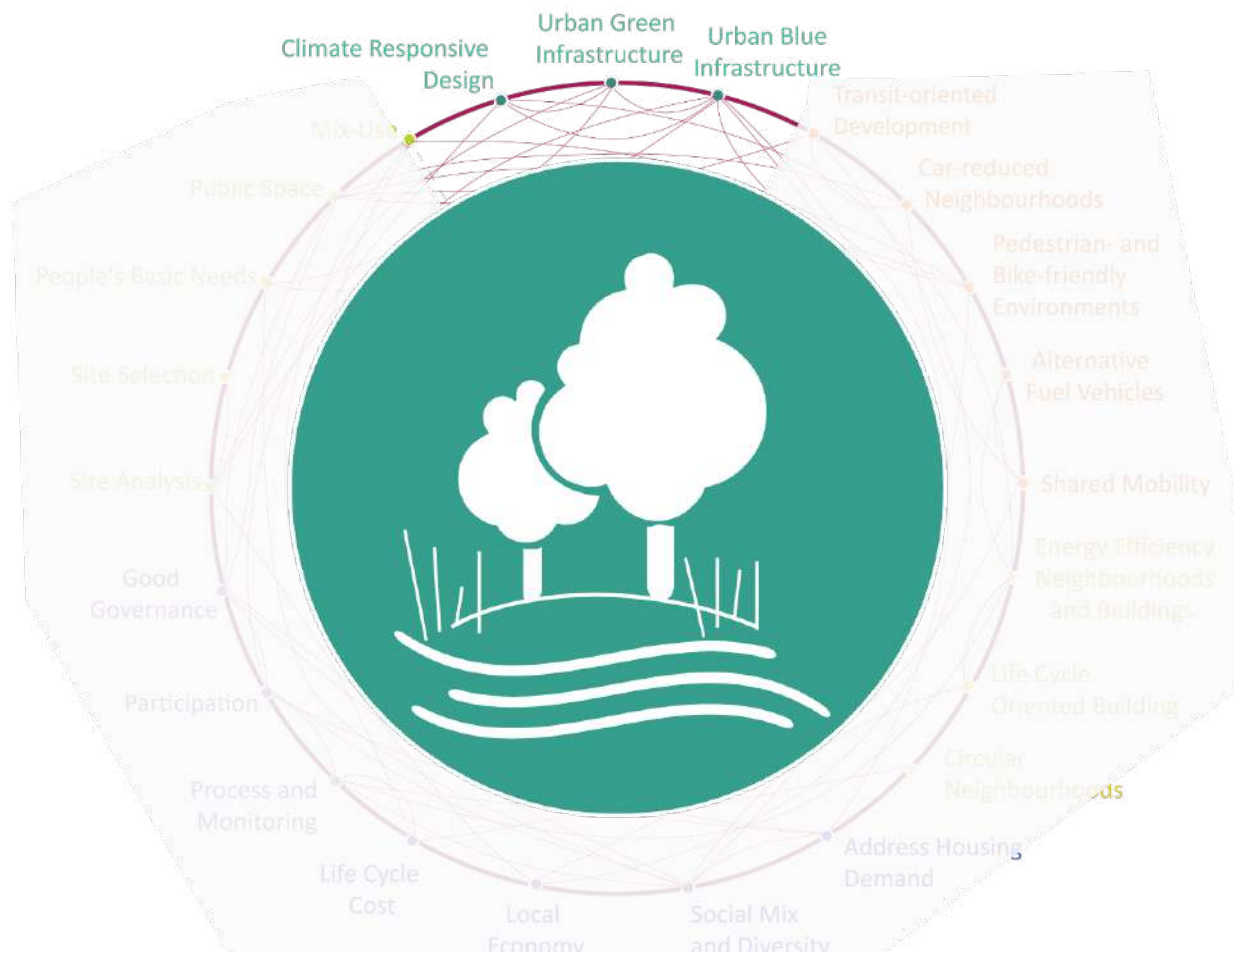 Climate Responsive
Design
Urban Green
Infrastructure
Urban Blue
Infrastructure
Transit-oriented
Development
Car-reduced
Neighbourhoods
Pedestrian- and
Bike-friendly
Environments
Alternative
Fuel Vehicles
Shared Mobility
Energy Efficiency
Neighbourhoods
and Buildings
Life Cycle
Oriented Building
Circular
Neighbourhoods
Address Housing
Demand
Social Mix
and Diversity
Local
Economy
Life Cycle
Cost
Process and
Monitoring
Participation
Good
Governance
Site Analysis
Site Selection
People's Basic Needs
Public Space
Mix-Use